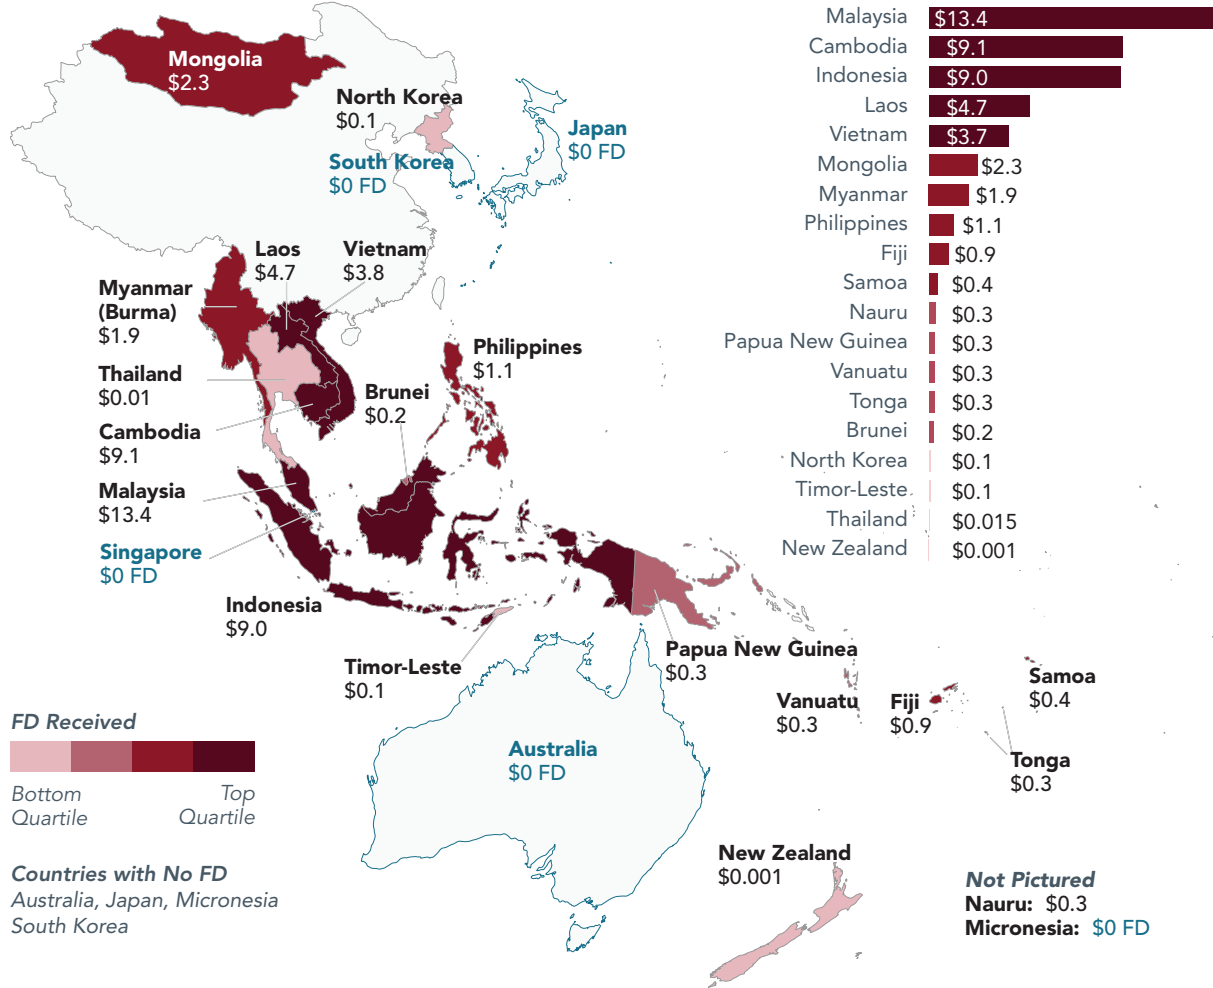 Mongolia
$2.3
North Korea
$0.1
Japan
$0 FD
South Korea
$0 FD
Laos
$4.7
Vietnam
$3.8
Myanmar
(Burma)
$1.9
Thailand
$0.01
Cambodia
$9.1
Malaysia
$13.4
Singapore
$0 FD
Philippines
$1.1
Brunei
$0.2
Indonesia
$9.0
Timor-Leste
$0.1
Papua New Guinea
$0.3
Vanuatu
$0.3
Fiji
$0.9
Samoa
$0.4
Tonga
$0.3
Australia
$0 FD
New Zealand
$0.001
Malaysia $13.4
Cambodia $9.1
Indonesia $9.0
Laos $4.7
Vietnam $3.7
Mongolia $2.3
Myanmar $1.9
Philippines $1.1
Fiji $0.9
Samoa $0.4
Nauru $0.3
Papua New Guinea $0.3
Vanuatu $0.3
Tonga $0.3
Brunei $0.2
North Korea $0.1
Timor-Leste $0.1
Thailand $0.015
New Zealand $0.001
FD Received
Bottom Quartile
Top Quartile
Countries with No FD
Australia, Japan, Micronesia
South Korea
Not Pictured
Nauru: $0.3
Micronesia: $0 FD